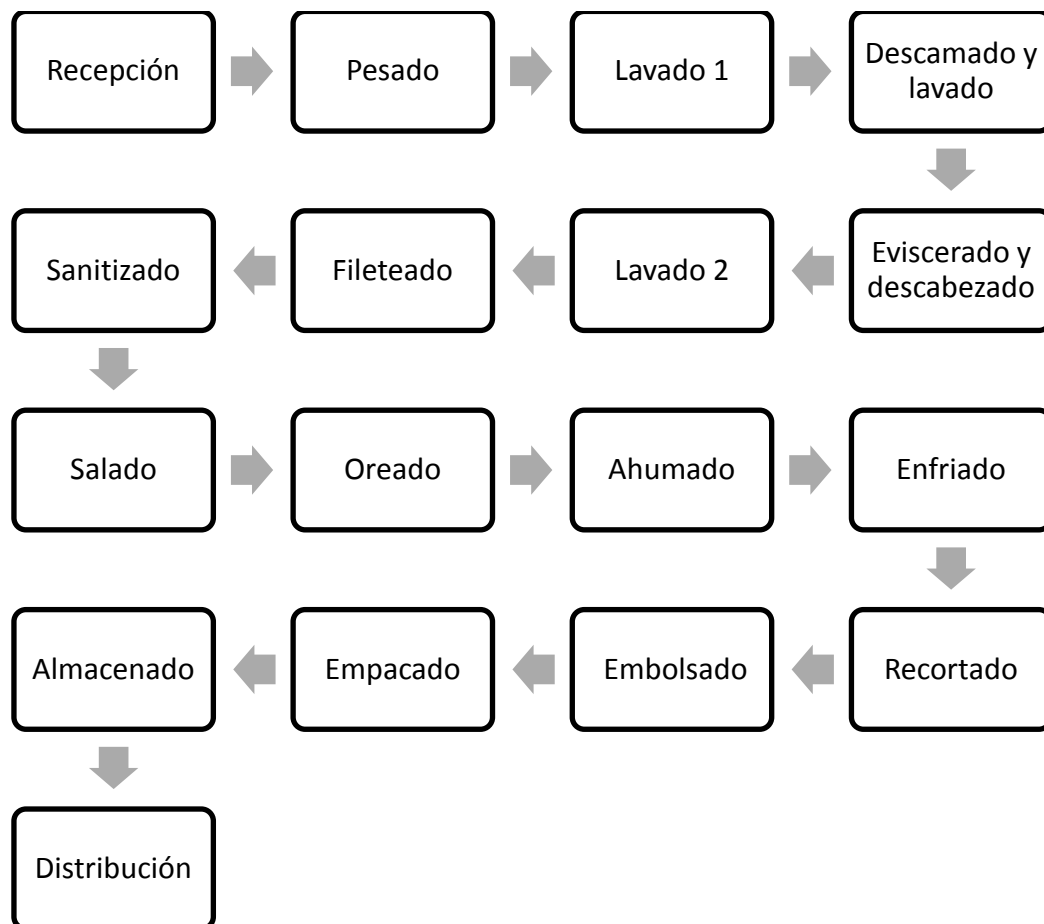 Recepción
Pesado
Lavado 1
Descamado y
lavado
Eviscerado y
descabezado
Lavado 2
Fileteado
Sanitizado
Salado
Oreado
Ahumado
Enfriado
Recortado
Embolsado
Empacado
Almacenado
Distribución